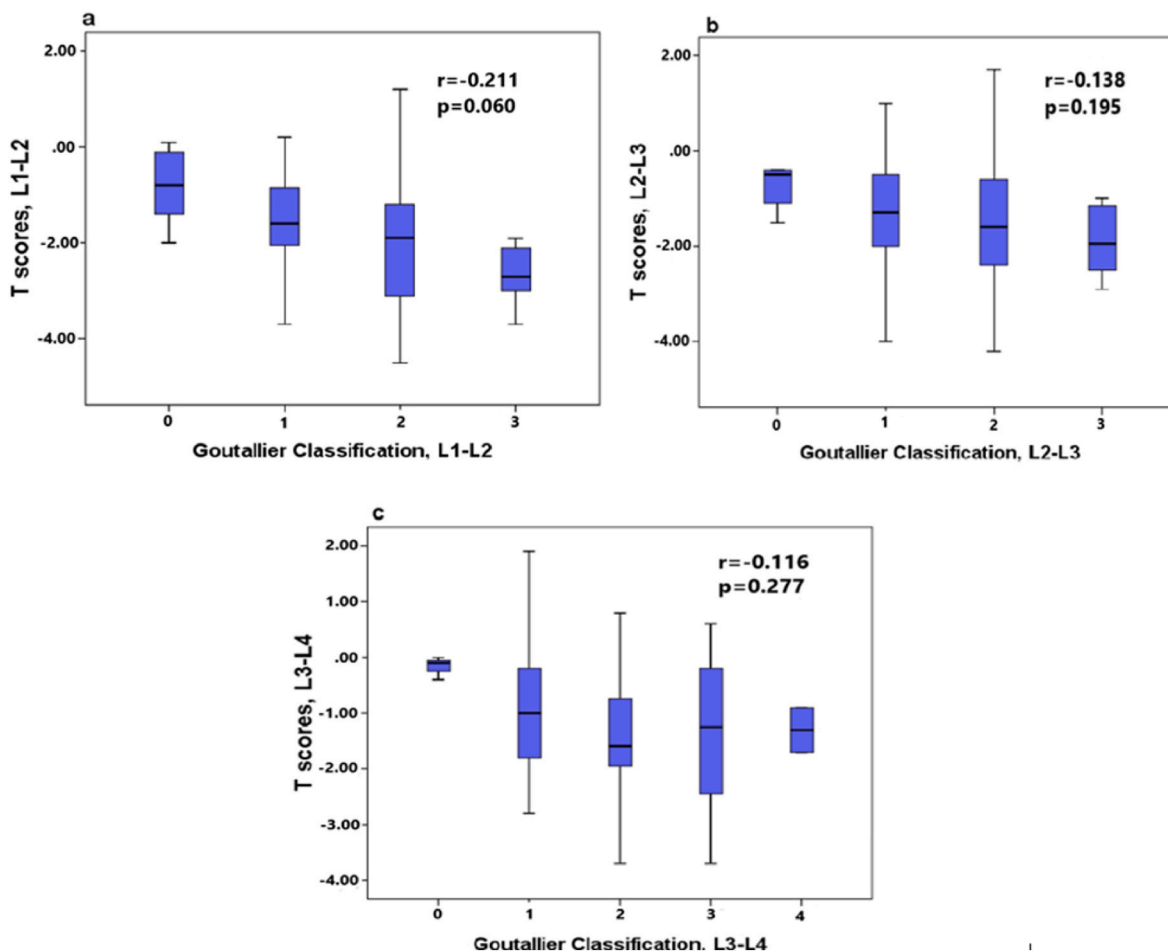 a
2.00
.00
-2.00
-4.00
T scores, L1-L2
r=-0.211
p=0.060
0 1 2 3
Goutallier Classification, L1-L2
b
2.00
.00
-2.00
-4.00
T scores, L2-L3
r=-0.138
p=0.195
0 1 2 3
Goutallier Classification, L2-L3
c
2.00
1.00
.00
-1.00
-2.00
-3.00
-4.00
T scores, L3-L4
r=-0.116
p=0.277
0 1 2 3 4
Goutallier Classification, L3-L4